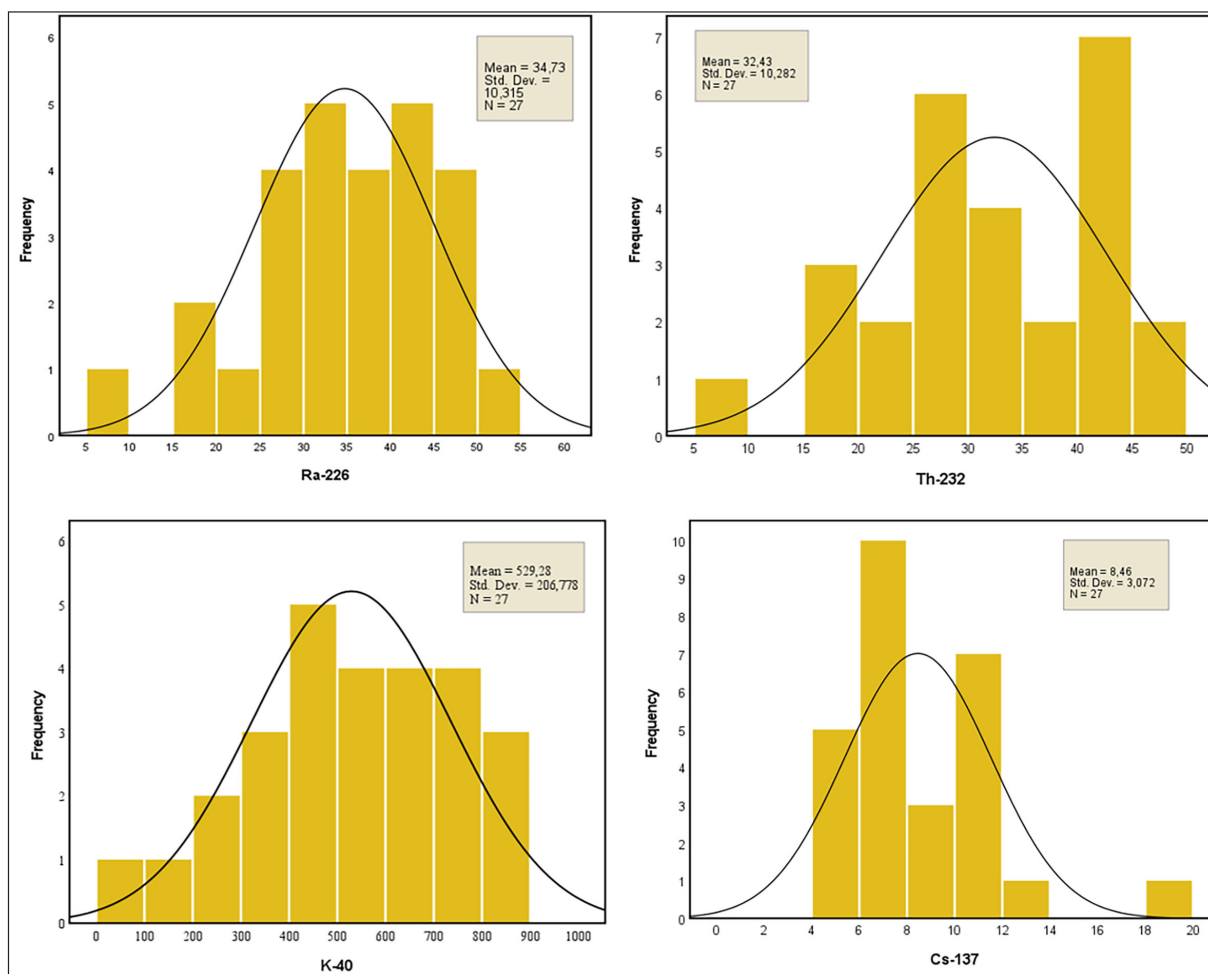 6
5
4
3
2
1
0
Frequency
Mean = 34,73
Std. Dev. =
10,315
N = 27
5 10 15 20 25 30 35 40 45 50 55 60
Ra-226
7
6
5
4
3
2
1
0
Frequency
Mean = 32,43
Std. Dev. = 10,282
N = 27
5 10 15 20 25 30 35 40 45 50
Th-232
6
5
4
3
2
1
0
Frequency
Mean = 529,28
Std. Dev. = 206,778
N = 27
0 100 200 300 400 500 600 700 800 900 1000
K-40
10
9
8
7
6
5
4
3
2
1
0
Frequency
Mean = 8,46
Std. Dev. = 3,072
N = 27
0 2 4 6 8 10 12 14 16 18 20
Cs-137